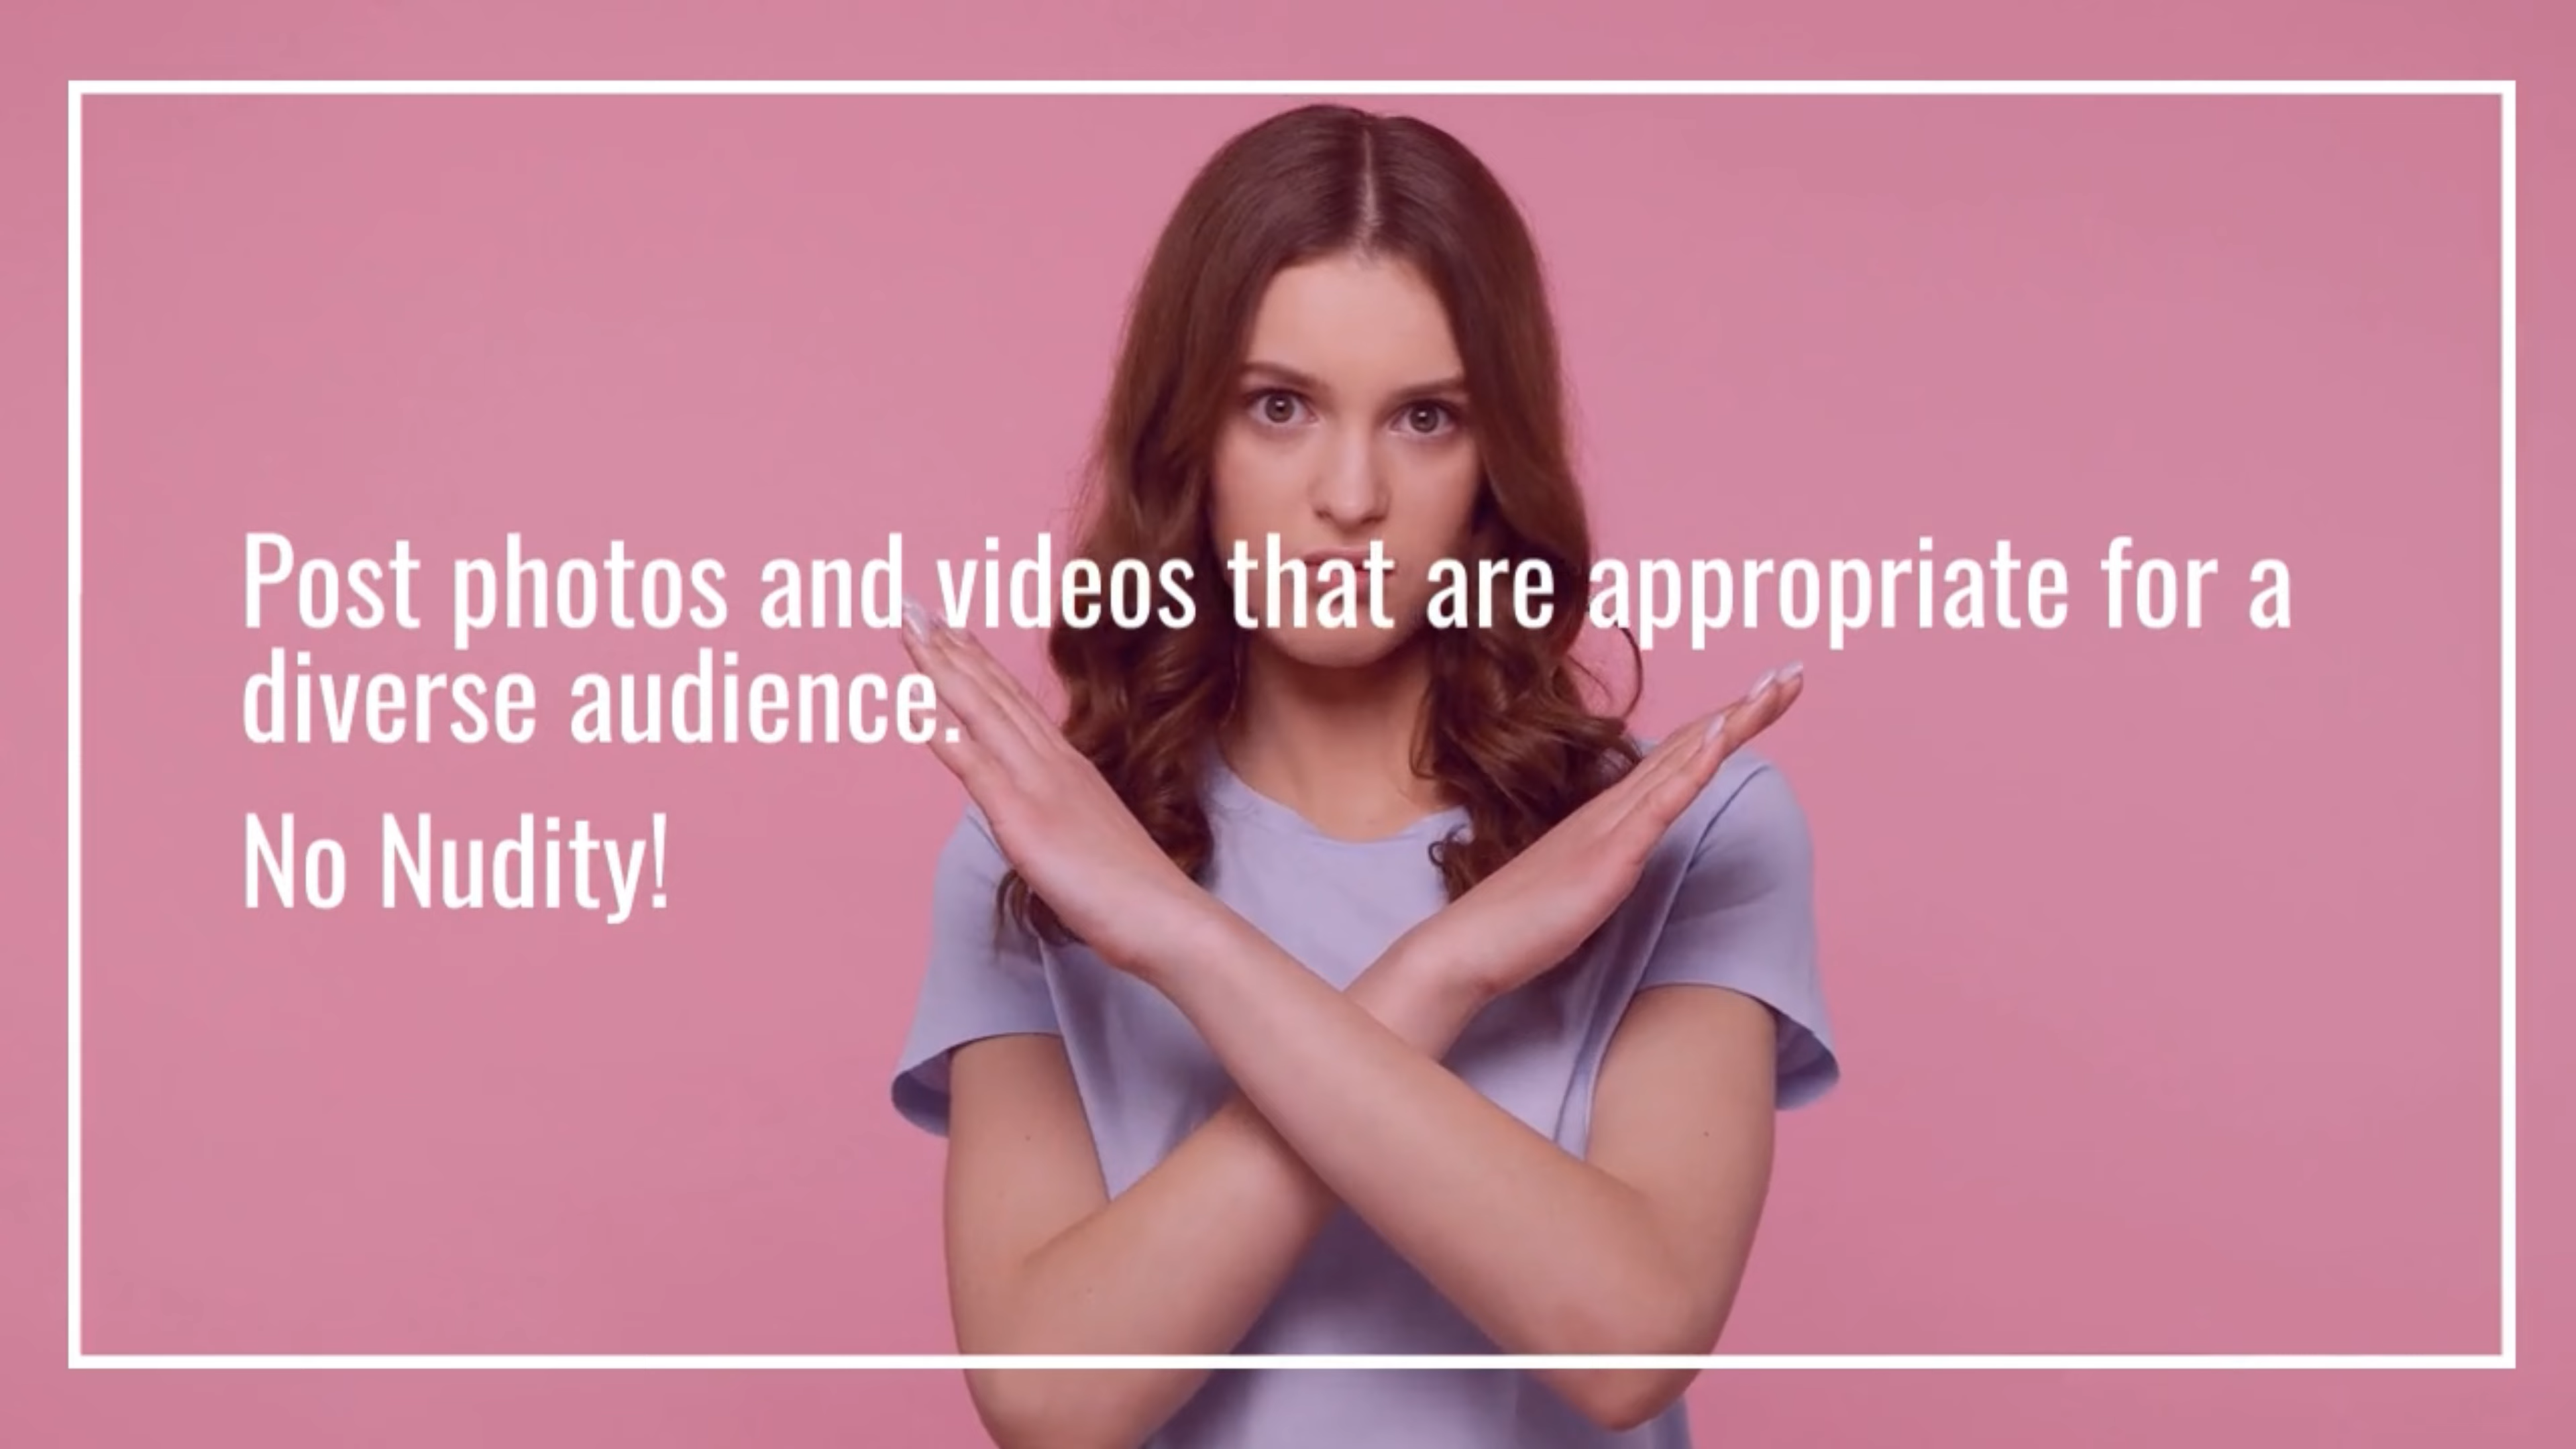 Post photos and videos that are appropriate for a
diverse audience.
No Nudity!